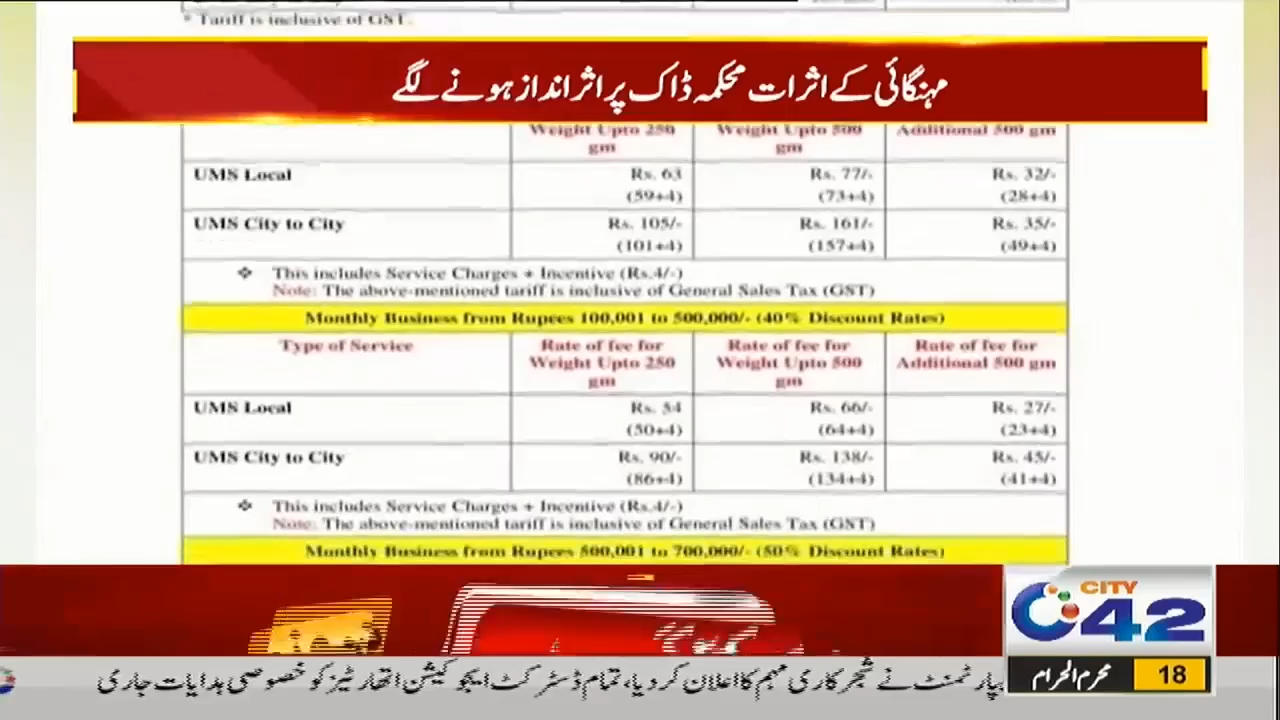 * Tariff is inclusive of GST.
مہنگائی کے اثرات محکمہ ڈاک پر اثر انداز ہونے لگے
Weight Upto 250 gm Weight Upto 500 gm Additional 500 gm
UMS Local Rs. 63 Rs. 77/- Rs. 32/-
(59+4) (73+4) (28+4)
UMS City to City Rs. 105/- Rs. 161/- Rs. 35/-
(101+4) (157+4) (49+4)
❖ This includes Service Charges + Incentive (Rs.4/-)
Note: The above-mentioned tariff is inclusive of General Sales Tax (GST)
Monthly Business from Rupees 100,001 to 500,000/- (40% Discount Rates)
Type of Service Rate of fee for Weight Upto 250 gm Rate of fee for Weight Upto 500 gm Rate of fee for Additional 500 gm
UMS Local Rs. 54 Rs. 66/- Rs. 27/-
(50+4) (64+4) (23+4)
UMS City to City Rs. 90/- Rs. 138/- Rs. 45/-
(86+4) (134+4) (41+4)
❖ This includes Service Charges + Incentive (Rs.4/-)
Note: The above-mentioned tariff is inclusive of General Sales Tax (GST)
Monthly Business from Rupees 500,001 to 700,000/- (50% Discount Rates)
CITY
42
محرم الحرام 18
پارٹمنٹ نے شجرکاری مہم کا اعلان کر دیا، تمام ڈسٹرکٹ ایجوکیشن اتھارٹیز کو خصوصی ہدایات جاری